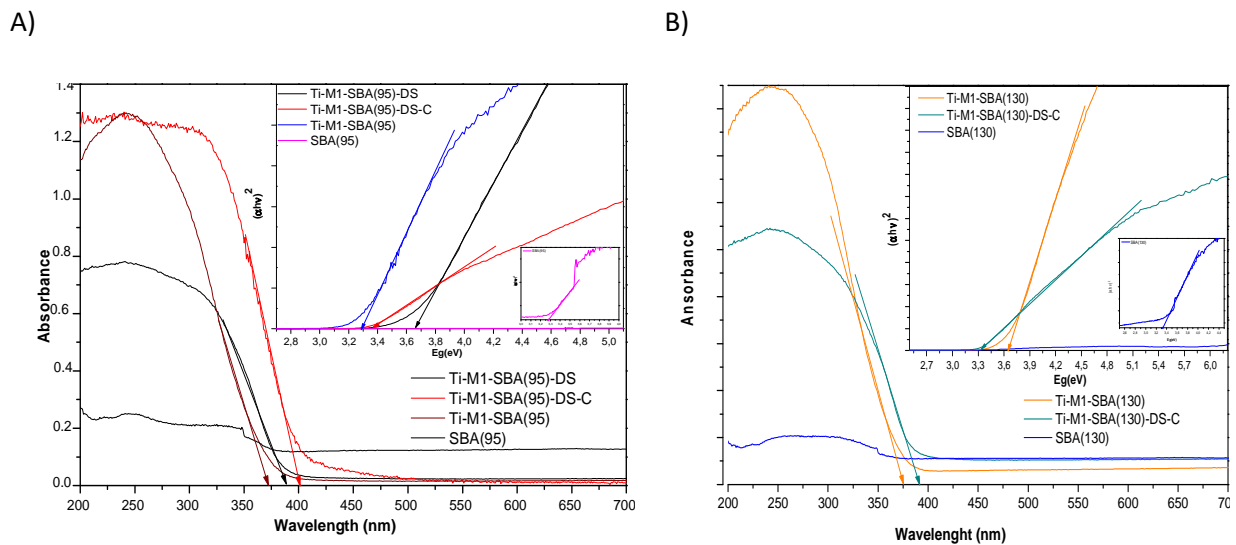 A)
B)
1.4
1.2
1.0
0.8
0.6
0.4
0.2
0.0
Absorbance
200 250 300 350 400 450 500 550 600 650 700
Wavelength (nm)
Ti-M1-SBA(95)-DS
Ti-M1-SBA(95)-DS-C
Ti-M1-SBA(95)
SBA(95)
(αhν)2
2,8 3,0 3,2 3,4 3,6 3,8 4,0 4,2 4,4 4,6 4,8 5,0
Eg(eV)
Ti-M1-SBA(95)-DS
Ti-M1-SBA(95)-DS-C
Ti-M1-SBA(95)
SBA(95)
Ansorbance
200 250 300 350 400 450 500 550 600 650 700
Wavelenght (nm)
Ti-M1-SBA(130)
Ti-M1-SBA(130)-DS-C
SBA(130)
(αhν)2
SBA(130)
2,7 3,0 3,3 3,6 3,9 4,2 4,5 4,8 5,1 5,4 5,7 6,0
Eg(eV)
Ti-M1-SBA(130)
Ti-M1-SBA(130)-DS-C
SBA(130)